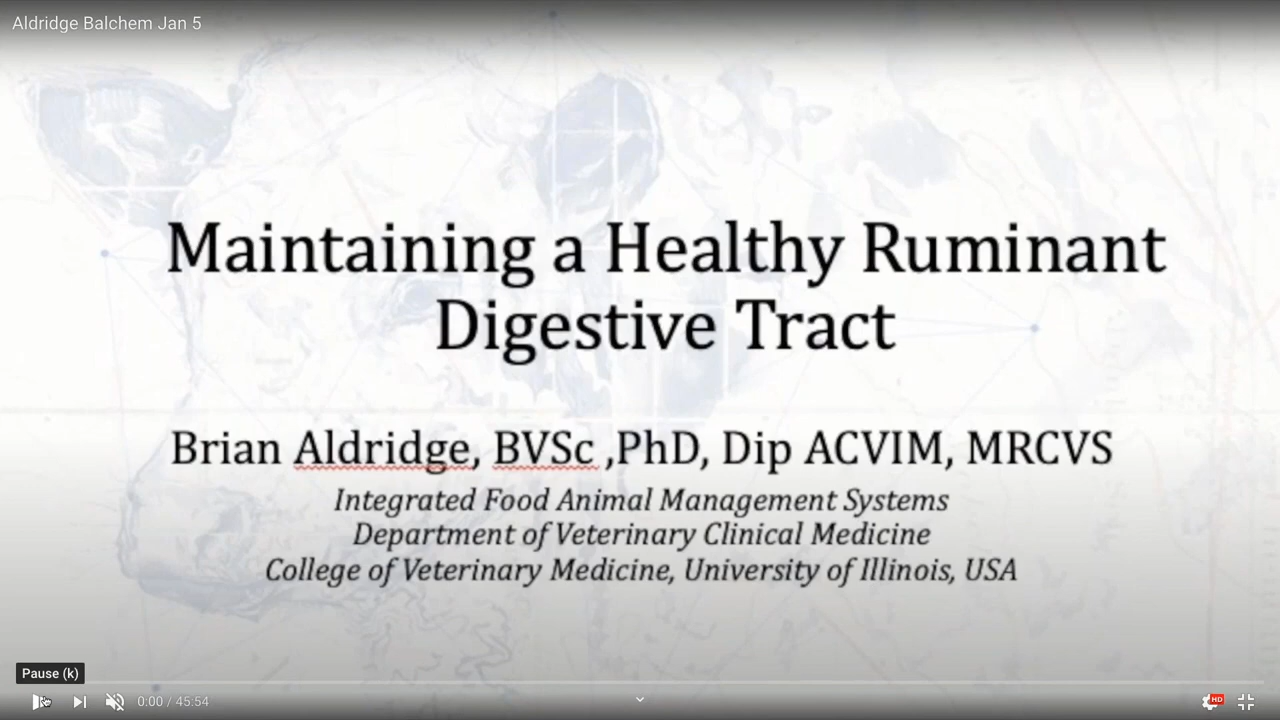 Aldridge Balchem Jan 5
Maintaining a Healthy Ruminant
Digestive Tract
Brian Aldridge, BVSc ,PhD, Dip ACVIM, MRCVS
Integrated Food Animal Management Systems
Department of Veterinary Clinical Medicine
College of Veterinary Medicine, University of Illinois, USA
Pause (k)
0:00 / 45:54
HD